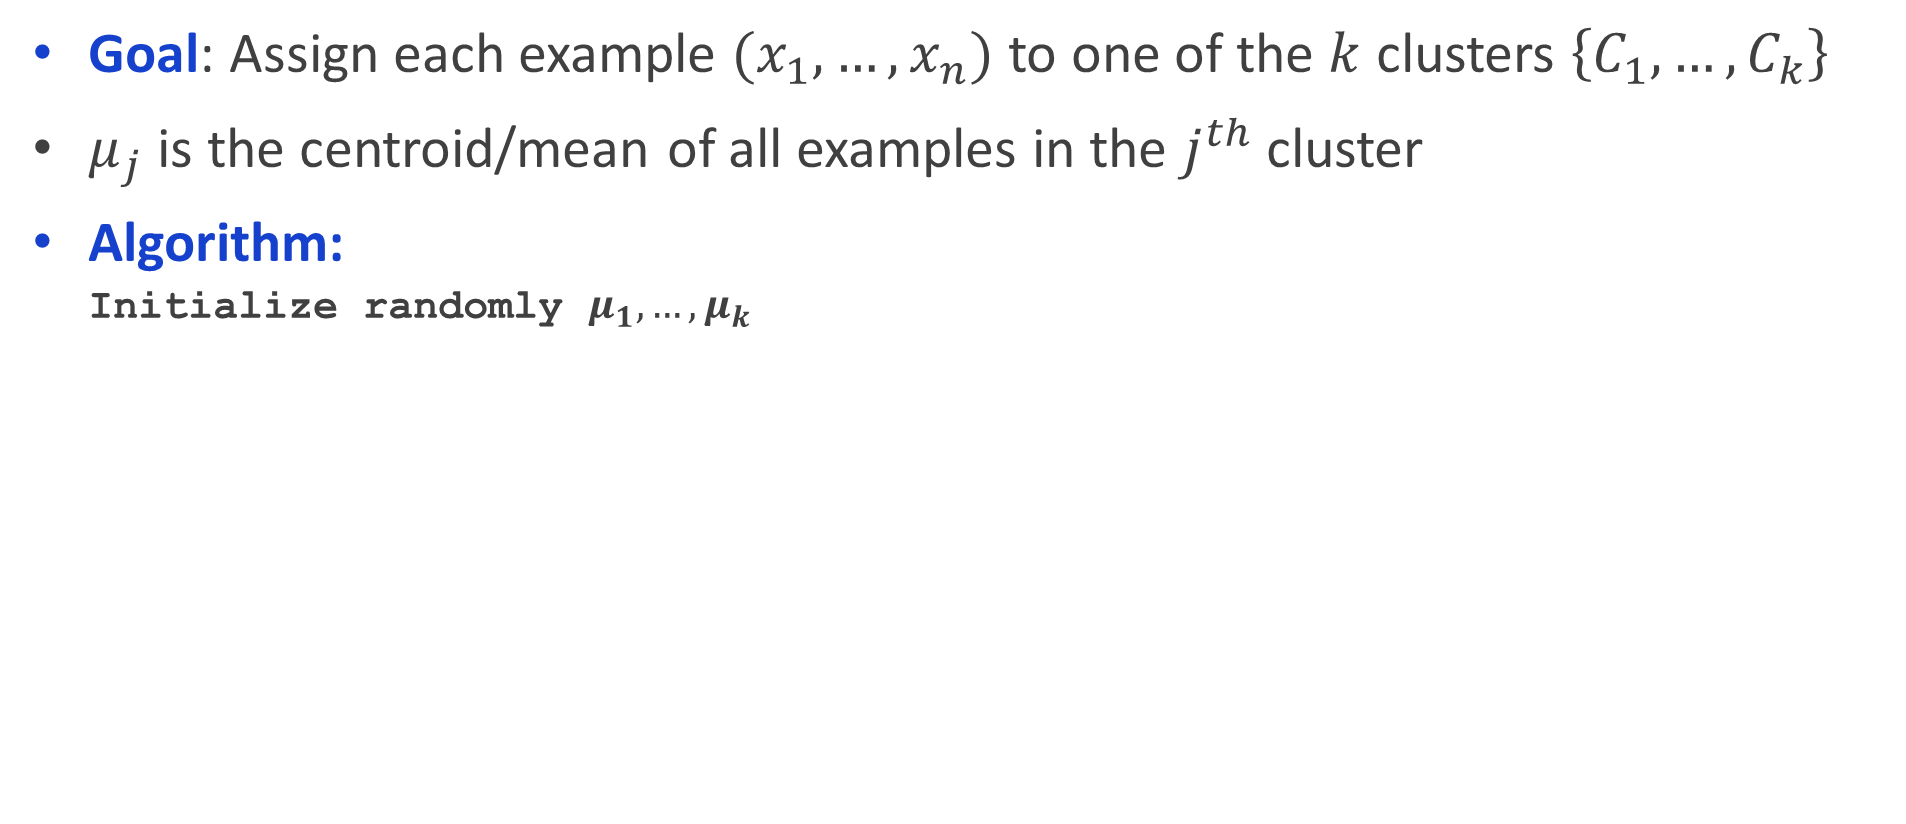 • Goal: Assign each example (x₁, … , xₙ) to one of the k clusters {C₁, … , Cₖ}
• μⱼ is the centroid/mean of all examples in the jᵗʰ cluster
• Algorithm:
Initialize randomly μ₁, … , μₖ